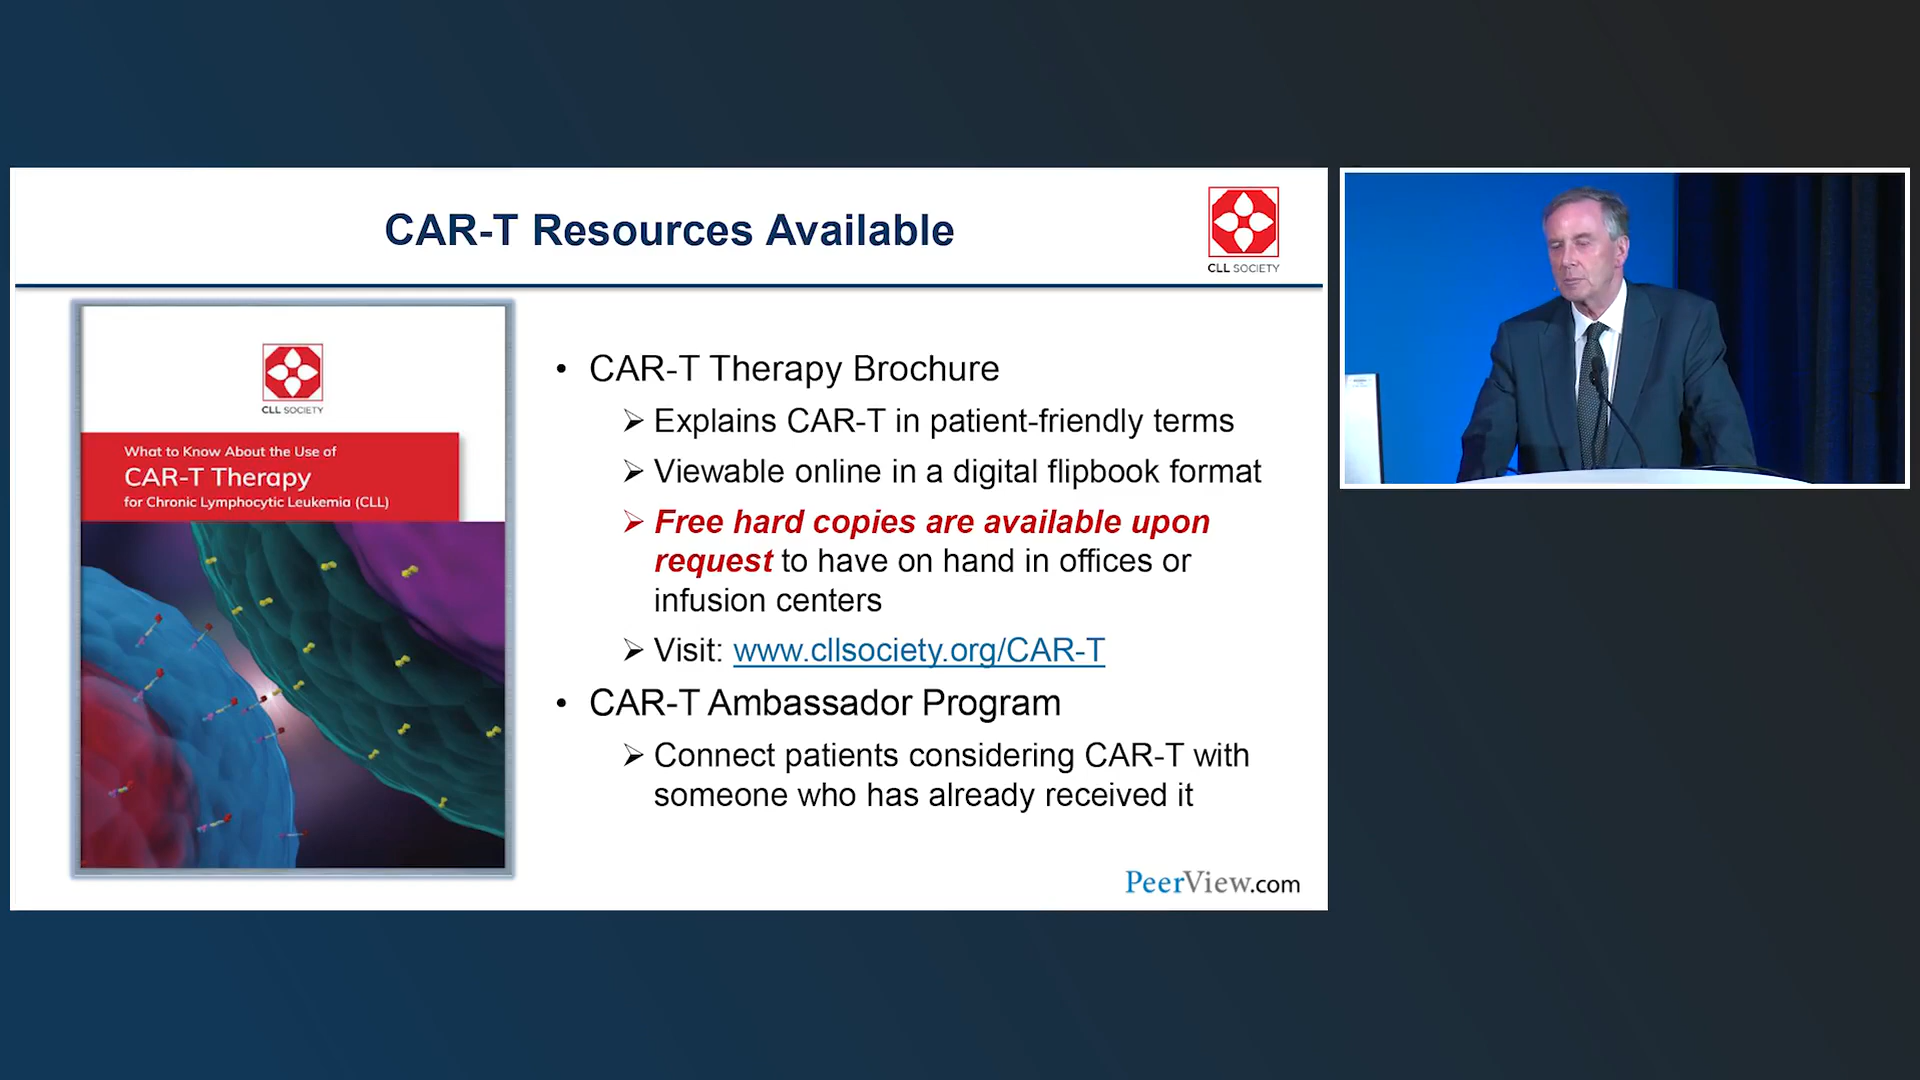 CAR-T Resources Available
CLL SOCIETY
CLL SOCIETY
What to Know About the Use of
CAR-T Therapy
for Chronic Lymphocytic Leukemia (CLL)
• CAR-T Therapy Brochure
➢ Explains CAR-T in patient-friendly terms
➢ Viewable online in a digital flipbook format
➢ Free hard copies are available upon
request to have on hand in offices or
infusion centers
➢ Visit: www.cllsociety.org/CAR-T
• CAR-T Ambassador Program
➢ Connect patients considering CAR-T with
someone who has already received it
PeerView.com